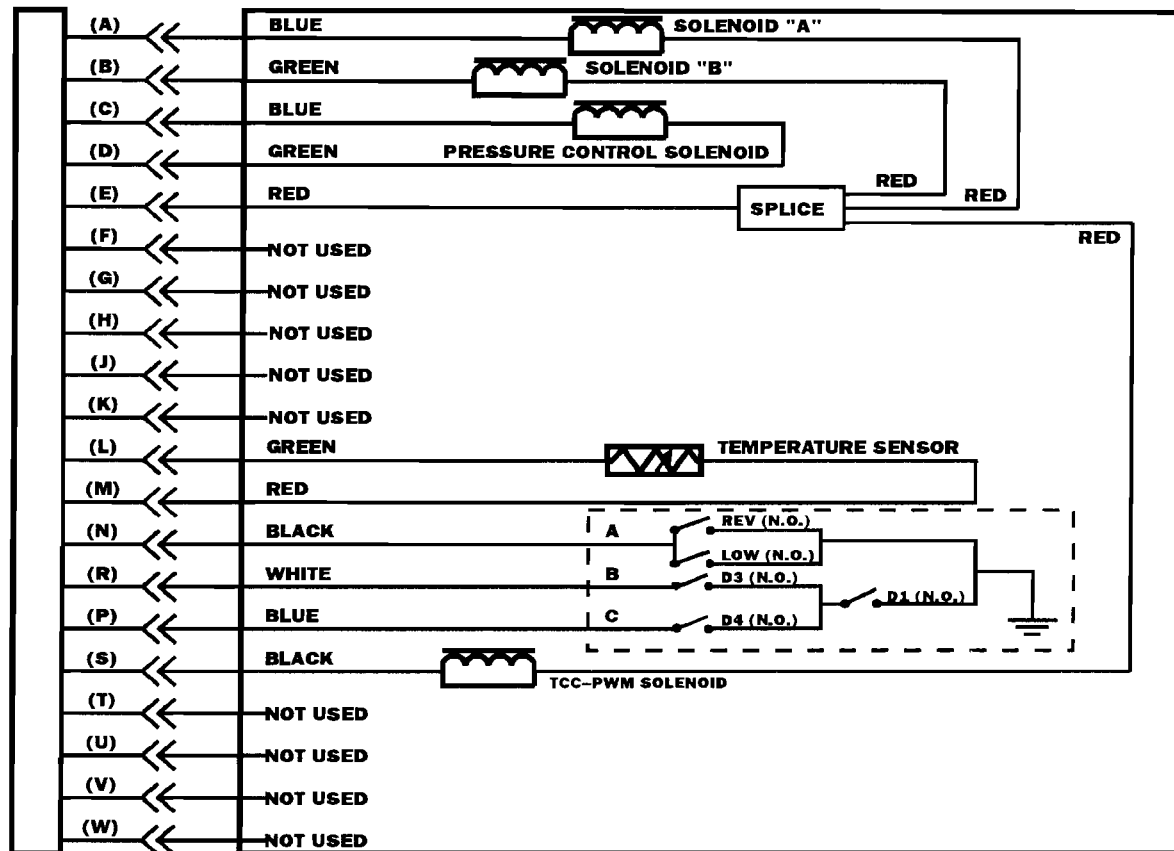 (A) BLUE SOLENOID "A"
(B) GREEN SOLENOID "B"
(C) BLUE
(D) GREEN PRESSURE CONTROL SOLENOID
(E) RED SPLICE RED RED
RED
(F) NOT USED
(G) NOT USED
(H) NOT USED
(J) NOT USED
(K) NOT USED
(L) GREEN TEMPERATURE SENSOR
(M) RED
(N) BLACK A REV (N.O.)
LOW (N.O.)
(R) WHITE B D3 (N.O.)
D1 (N.O.)
(P) BLUE C D4 (N.O.)
(S) BLACK TCC-PWM SOLENOID
(T) NOT USED
(U) NOT USED
(V) NOT USED
(W) NOT USED